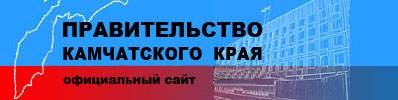 ПРАВИТЕЛЬСТВО
КАМЧАТСКОГО КРАЯ
официальный сайт